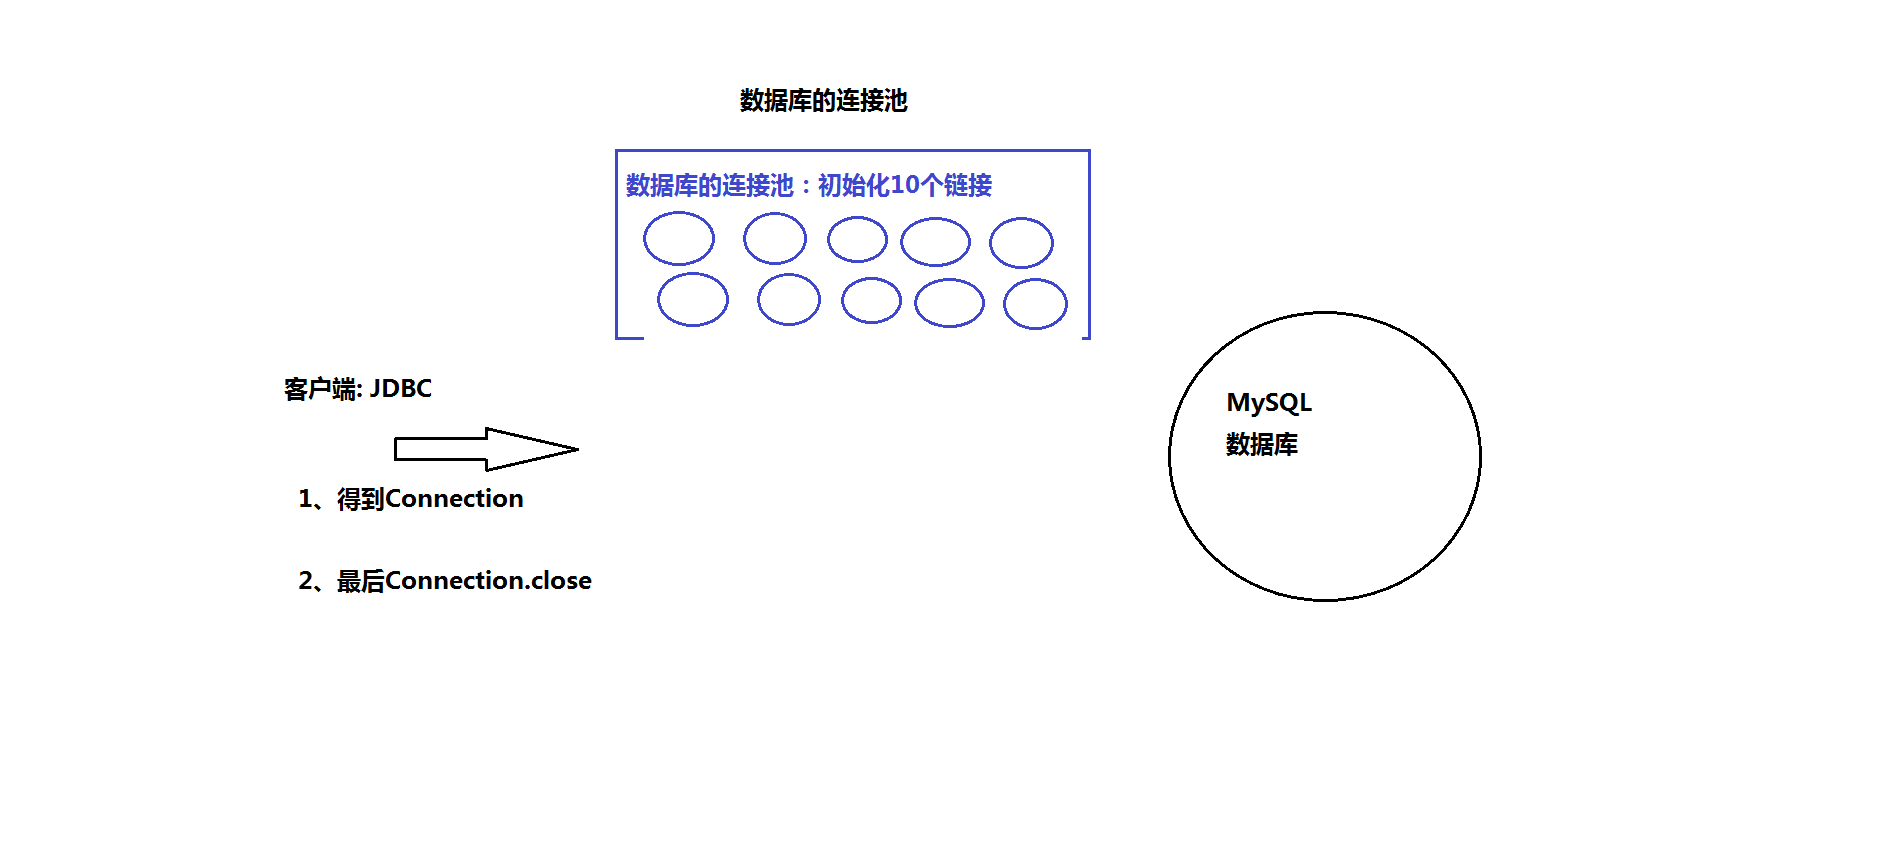 数据库的连接池
数据库的连接池：初始化10个链接
客户端: JDBC
MySQL
数据库
1、得到Connection
2、最后Connection.close